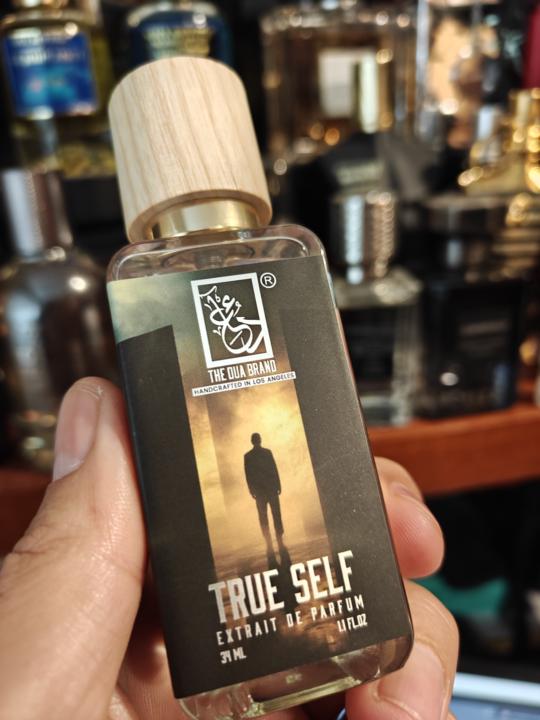 ®
THE DUA BRAND
HANDCRAFTED IN LOS ANGELES
TRUE SELF
EXTRAIT DE PARFUM
34 ML 1.1 FL.OZ